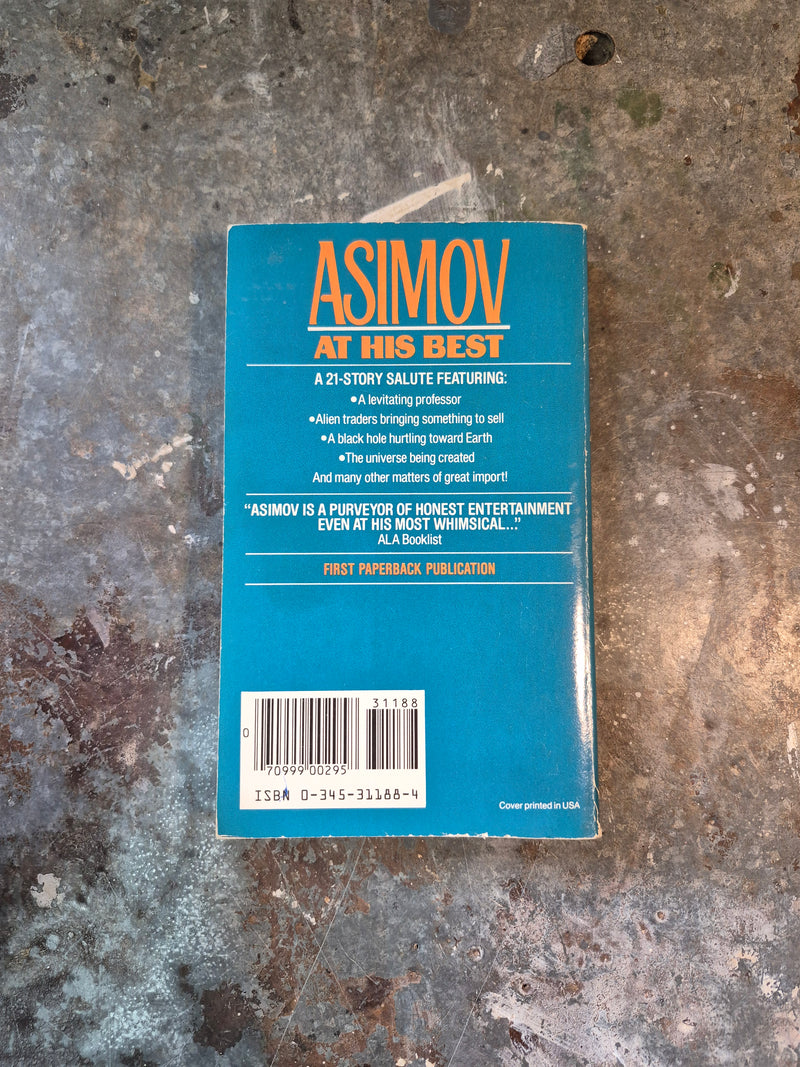 ASIMOV
AT HIS BEST
A 21-STORY SALUTE FEATURING:
●A levitating professor
●Alien traders bringing something to sell
●A black hole hurtling toward Earth
●The universe being created
And many other matters of great import!
"ASIMOV IS A PURVEYOR OF HONEST ENTERTAINMENT
EVEN AT HIS MOST WHIMSICAL..."
ALA Booklist
FIRST PAPERBACK PUBLICATION
31188
0
70999 00295
ISBN 0-345-31188-4
Cover printed in USA